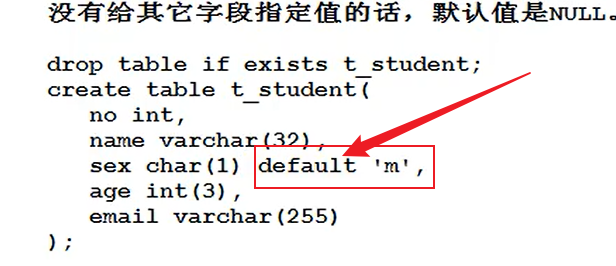 没有给其它字段指定值的话，默认值是NULL。
drop table if exists t_student;
create table t_student(
no int,
name varchar(32),
sex char(1) default 'm',
age int(3),
email varchar(255)
);